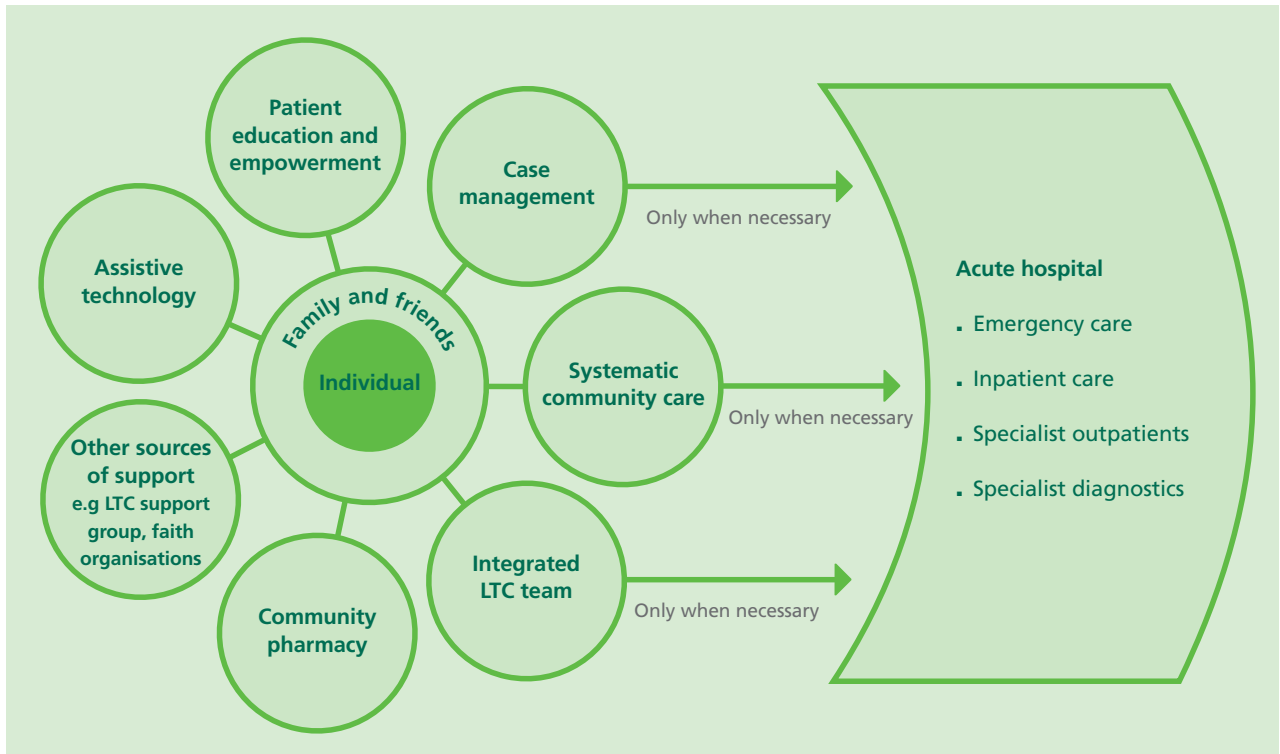 Patient
education and
empowerment
Case
management
Only when necessary
Assistive
technology
Family and friends
Individual
Systematic
community care
Only when necessary
Other sources
of support
e.g LTC support
group, faith
organisations
Integrated
LTC team
Only when necessary
Community
pharmacy
Acute hospital
. Emergency care
. Inpatient care
. Specialist outpatients
. Specialist diagnostics